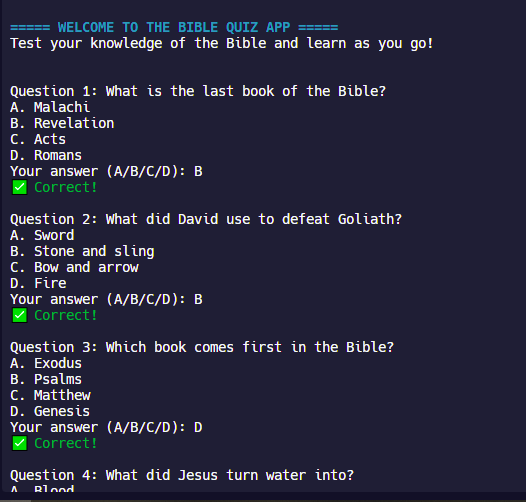 ===== WELCOME TO THE BIBLE QUIZ APP =====
Test your knowledge of the Bible and learn as you go!
Question 1: What is the last book of the Bible?
A. Malachi
B. Revelation
C. Acts
D. Romans
Your answer (A/B/C/D): B
✅ Correct!
Question 2: What did David use to defeat Goliath?
A. Sword
B. Stone and sling
C. Bow and arrow
D. Fire
Your answer (A/B/C/D): B
✅ Correct!
Question 3: Which book comes first in the Bible?
A. Exodus
B. Psalms
C. Matthew
D. Genesis
Your answer (A/B/C/D): D
✅ Correct!
Question 4: What did Jesus turn water into?
A. Blood